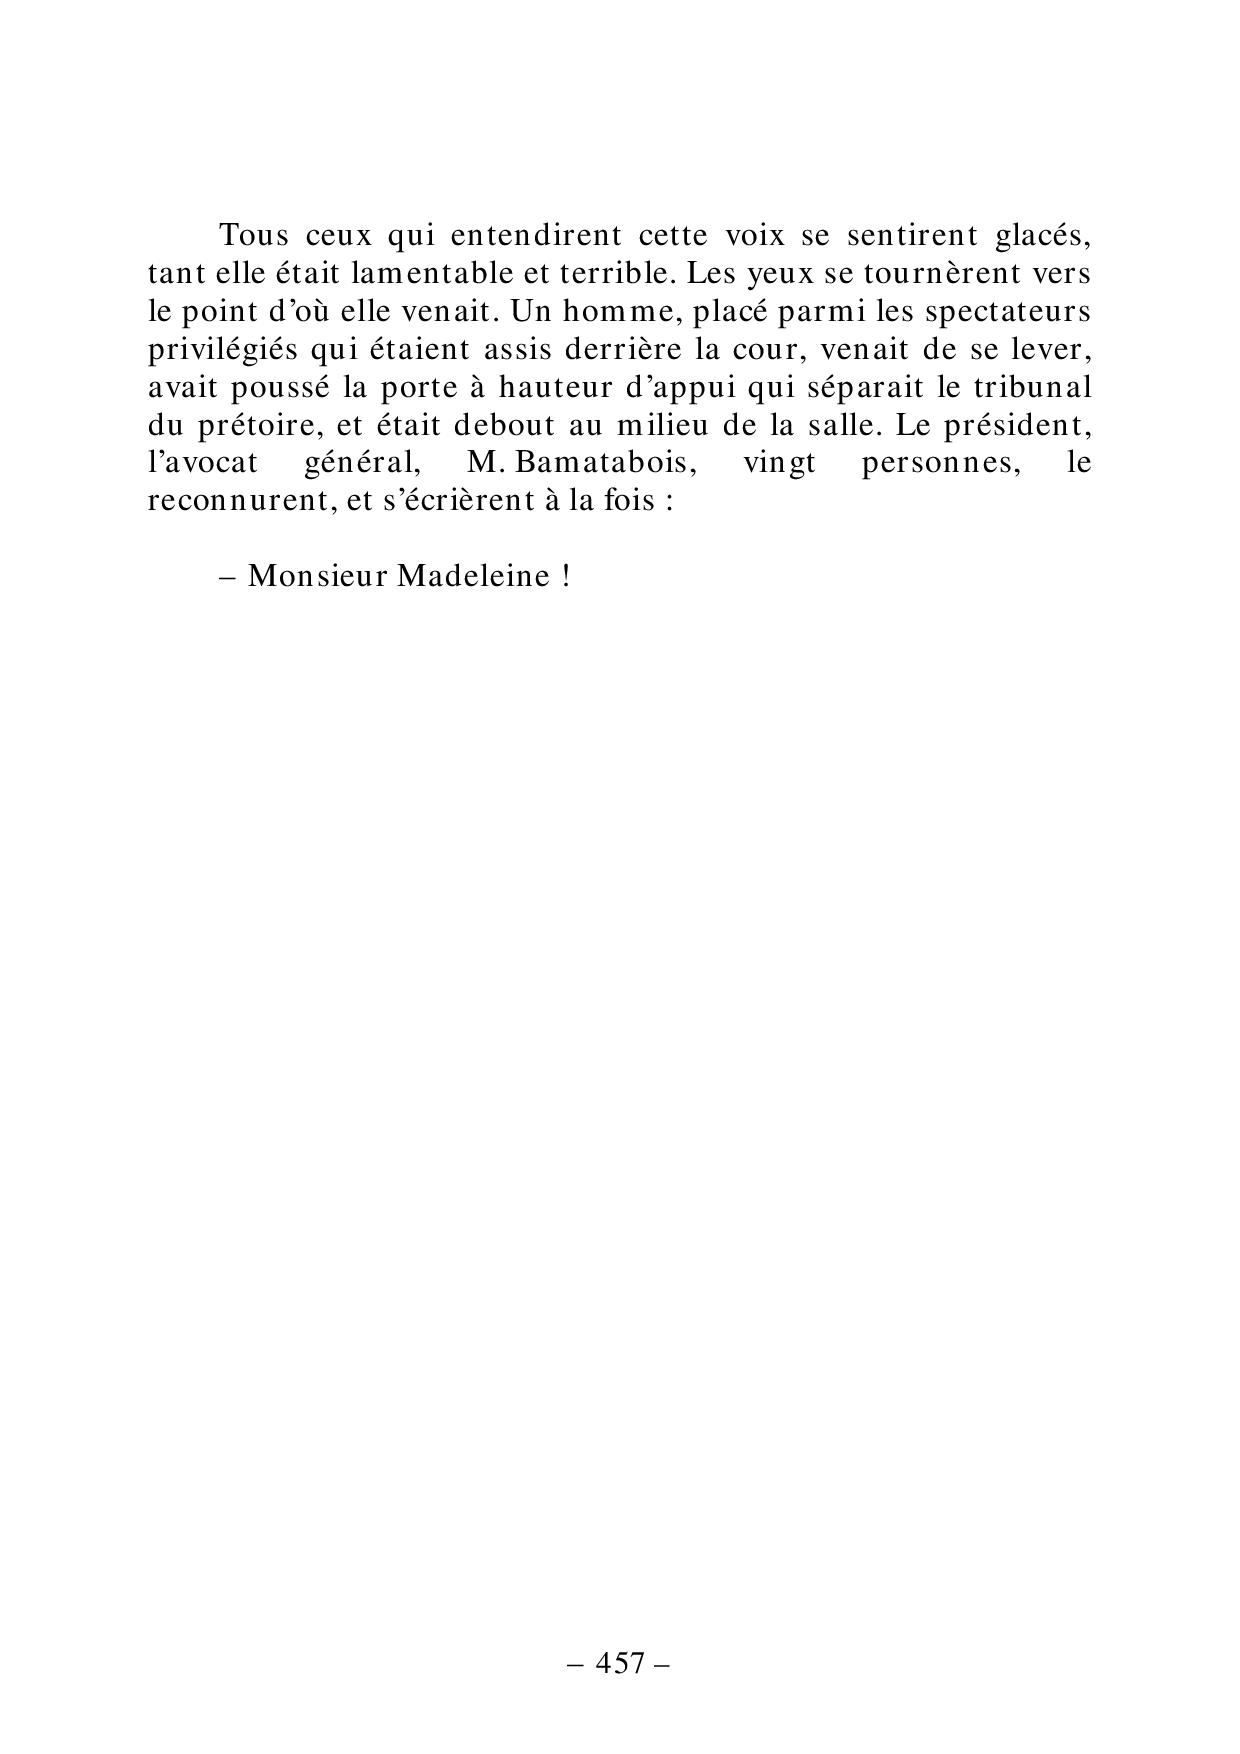 Tous ceux qui entendirent cette voix se sentirent glacés,
tant elle était lamentable et terrible. Les yeux se tournèrent vers
le point d’où elle venait. Un homme, placé parmi les spectateurs
privilégiés qui étaient assis derrière la cour, venait de se lever,
avait poussé la porte à hauteur d’appui qui séparait le tribunal
du prétoire, et était debout au milieu de la salle. Le président,
l’avocat général, M. Bamatabois, vingt personnes, le
reconnurent, et s’écrièrent à la fois :
– Monsieur Madeleine !
– 457 –